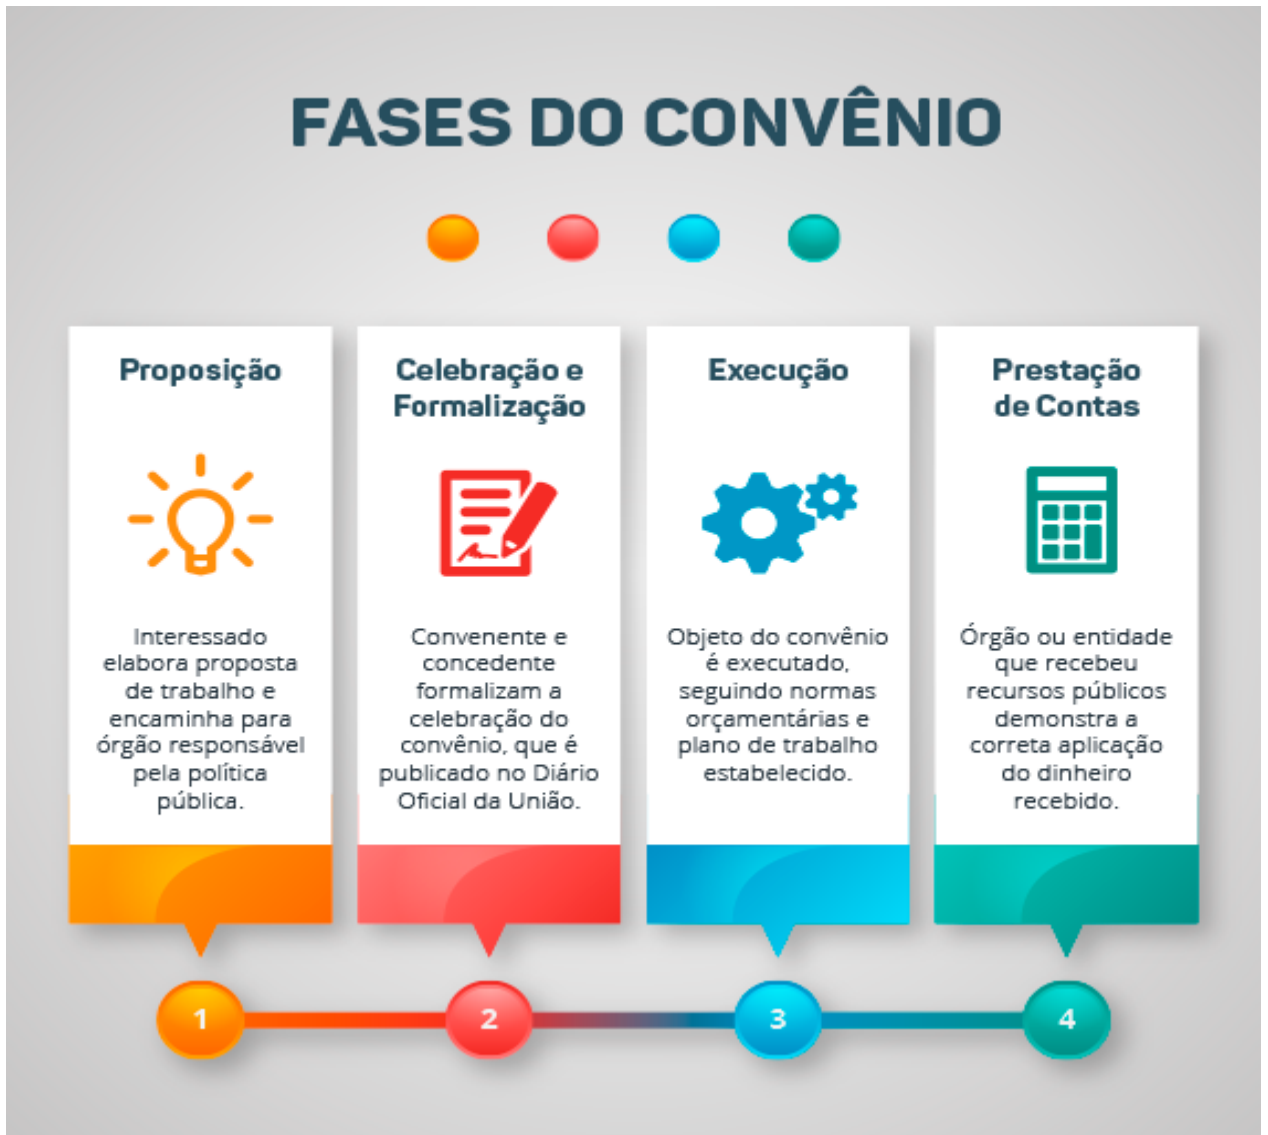 FASES DO CONVÊNIO
Proposição
Interessado
elabora proposta
de trabalho e
encaminha para
órgão responsável
pela política
pública.
Celebração e
Formalização
Convenente e
concedente
formalizam a
celebração do
convênio, que é
publicado no Diário
Oficial da União.
Execução
Objeto do convênio
é executado,
seguindo normas
orçamentárias e
plano de trabalho
estabelecido.
Prestação
de Contas
Órgão ou entidade
que recebeu
recursos públicos
demonstra a
correta aplicação
do dinheiro
recebido.
1
2
3
4